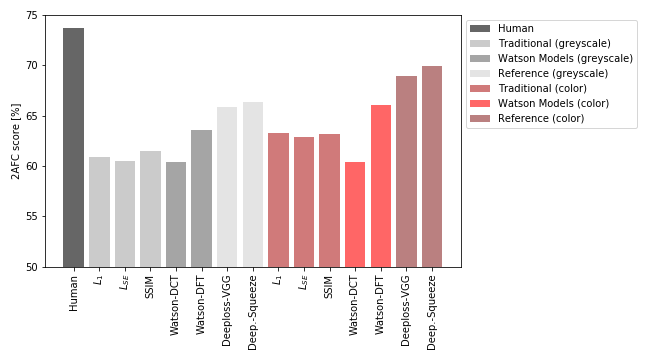 75
70
65
60
55
50
2AFC score [%]
Human
L1
LSE
SSIM
Watson-DCT
Watson-DFT
Deeploss-VGG
Deep.-Squeeze
L1
LSE
SSIM
Watson-DCT
Watson-DFT
Deeploss-VGG
Deep.-Squeeze
Human
Traditional (greyscale)
Watson Models (greyscale)
Reference (greyscale)
Traditional (color)
Watson Models (color)
Reference (color)